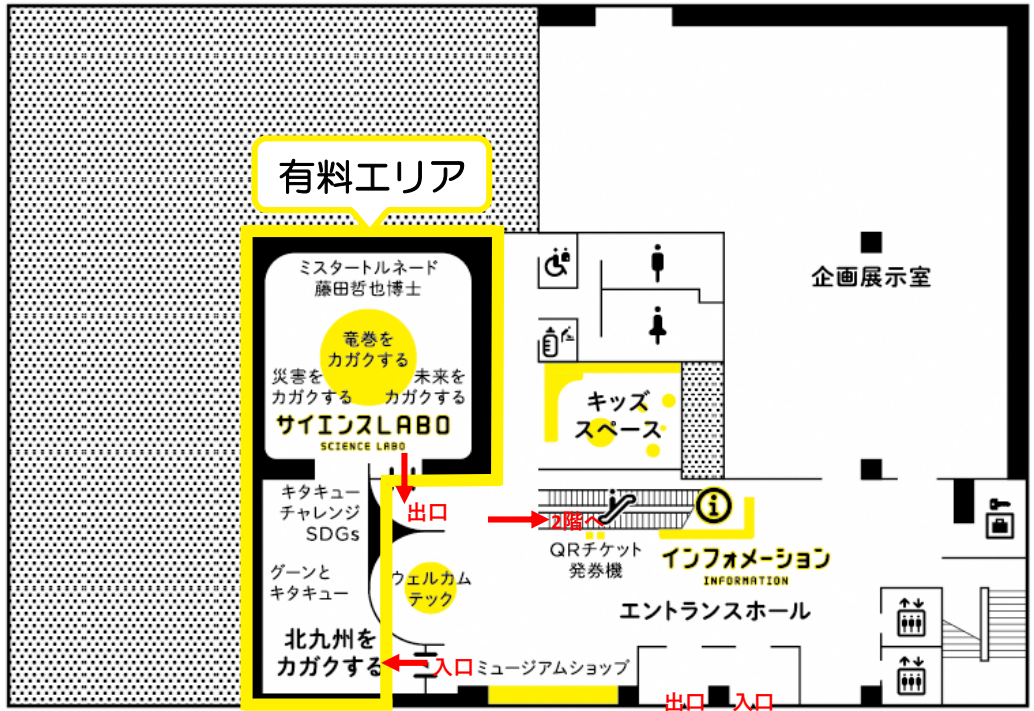 有料エリア
ミスタートルネード
藤田哲也博士
竜巻を
カガクする
災害を
カガクする
未来を
カガクする
サイエンスLABO
SCIENCE LABO
企画展示室
キッズ
スペース
キタキュー
チャレンジ
SDGs
出口
2階へ
QRチケット
発券機
インフォメーション
INFORMATION
グーンと
キタキュー
ウェルカム
テック
エントランスホール
北九州を
カガクする
入口
ミュージアムショップ
出口
入口